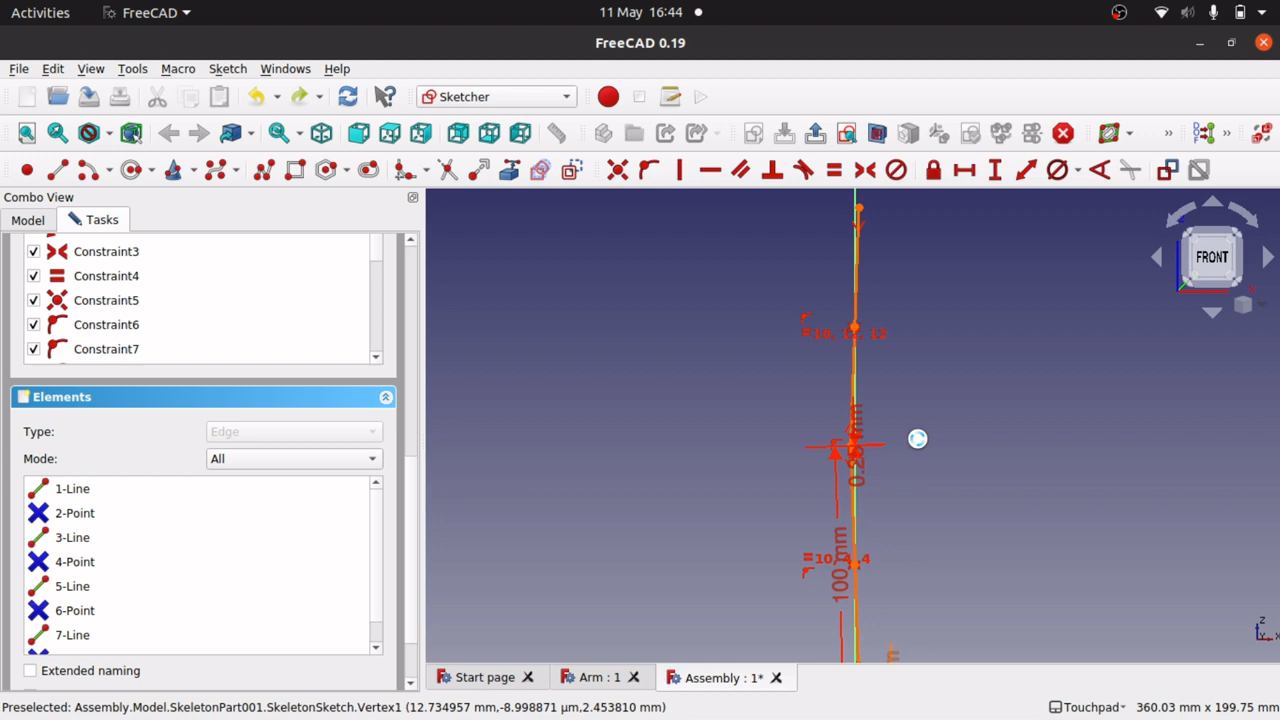 Activities FreeCAD 11 May 16:44
FreeCAD 0.19
File Edit View Tools Macro Sketch Windows Help
Sketcher
Combo View
Model Tasks
Constraint3
Constraint4
Constraint5
Constraint6
Constraint7
Elements
Type: Edge
Mode: All
1-Line
2-Point
3-Line
4-Point
5-Line
6-Point
7-Line
Extended naming
100 mm
FRONT
Z
X
Start page Arm : 1 Assembly : 1*
Preselected: Assembly.Model.SkeletonPart001.SkeletonSketch.Vertex1 (12.734957 mm,-8.998871 µm,2.453810 mm) Touchpad 360.03 mm x 199.75 mm